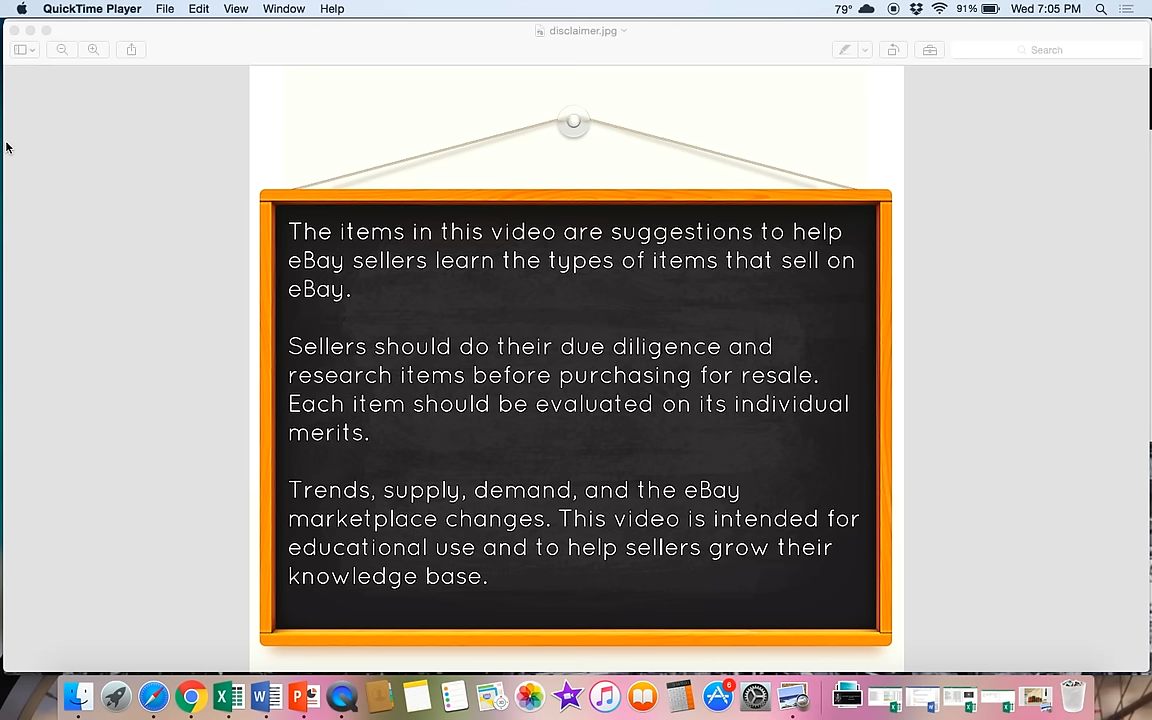 QuickTime Player File Edit View Window Help 79° 91% Wed 7:05 PM
disclaimer.jpg
Search
The items in this video are suggestions to help
eBay sellers learn the types of items that sell on
eBay.
Sellers should do their due diligence and
research items before purchasing for resale.
Each item should be evaluated on its individual
merits.
Trends, supply, demand, and the eBay
marketplace changes. This video is intended for
educational use and to help sellers grow their
knowledge base.
6